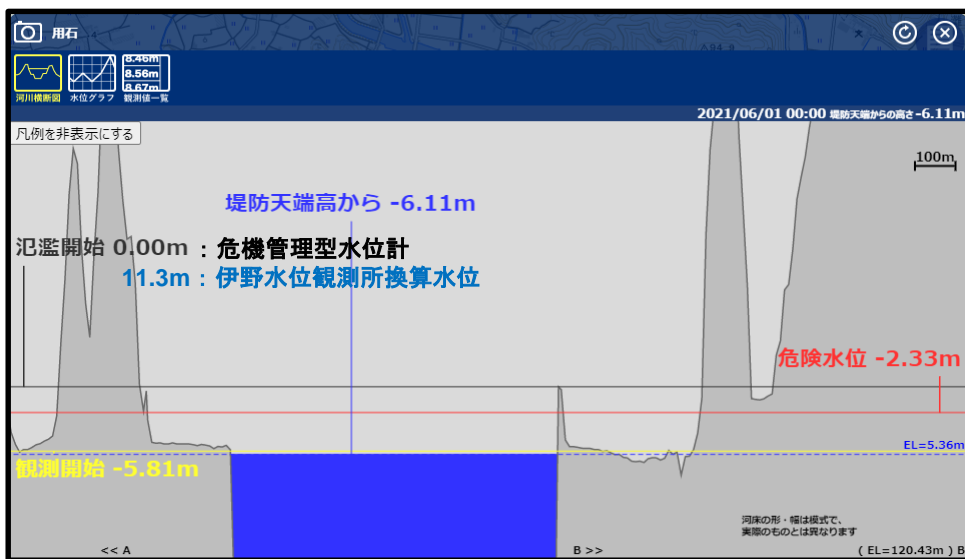 用石
A94-9
8.46m
8.56m
8.67m
河川横断図 水位グラフ 観測値一覧
2021/06/01 00:00 堤防天端からの高さ-6.11m
凡例を非表示にする
100m
堤防天端高から -6.11m
氾濫開始 0.00m : 危機管理型水位計
11.3m : 伊野水位観測所換算水位
危険水位 -2.33m
EL=5.36m
観測開始 -5.81m
河床の形・幅は模式で、
実際のものとは異なります
<< A
B >>
( EL=120.43m ) B